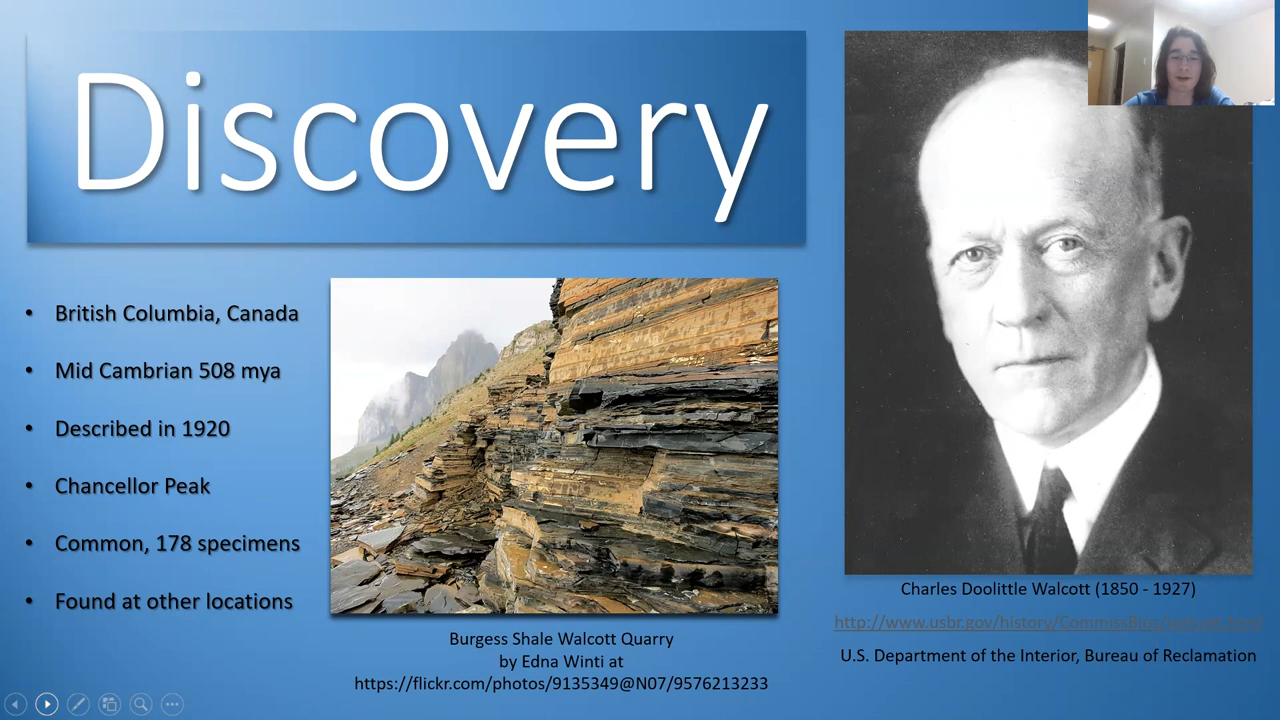 Discovery
• British Columbia, Canada
• Mid Cambrian 508 mya
• Described in 1920
• Chancellor Peak
• Common, 178 specimens
• Found at other locations
Burgess Shale Walcott Quarry
by Edna Winti at
https://flickr.com/photos/9135349@N07/9576213233
Charles Doolittle Walcott (1850 - 1927)
U.S. Department of the Interior, Bureau of Reclamation